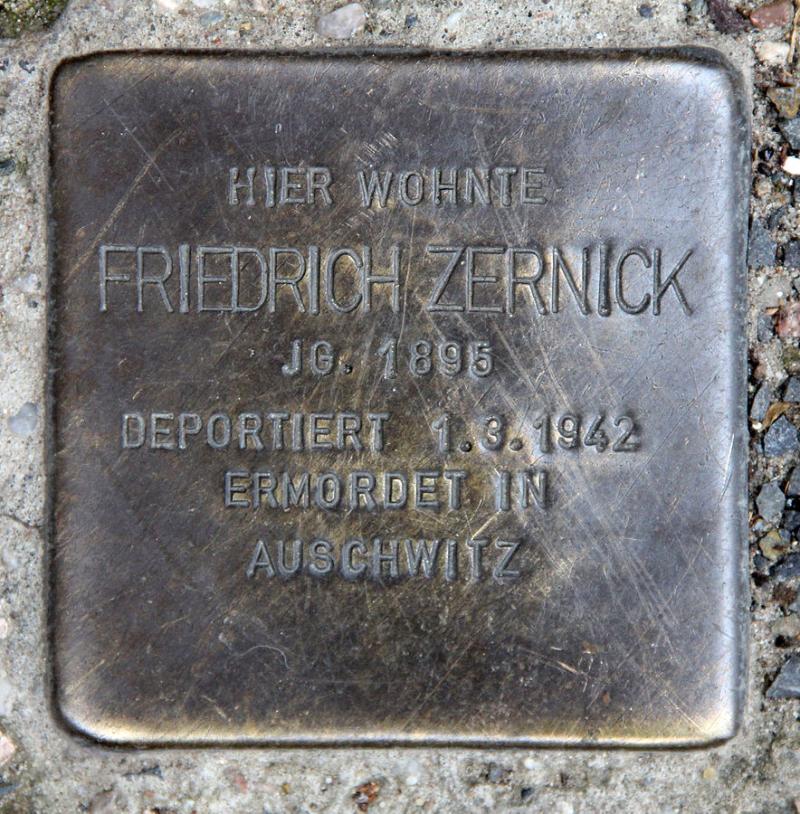 HIER WOHNTE
FRIEDRICH ZERNICK
JG. 1895
DEPORTIERT 1.3.1942
ERMORDET IN
AUSCHWITZ